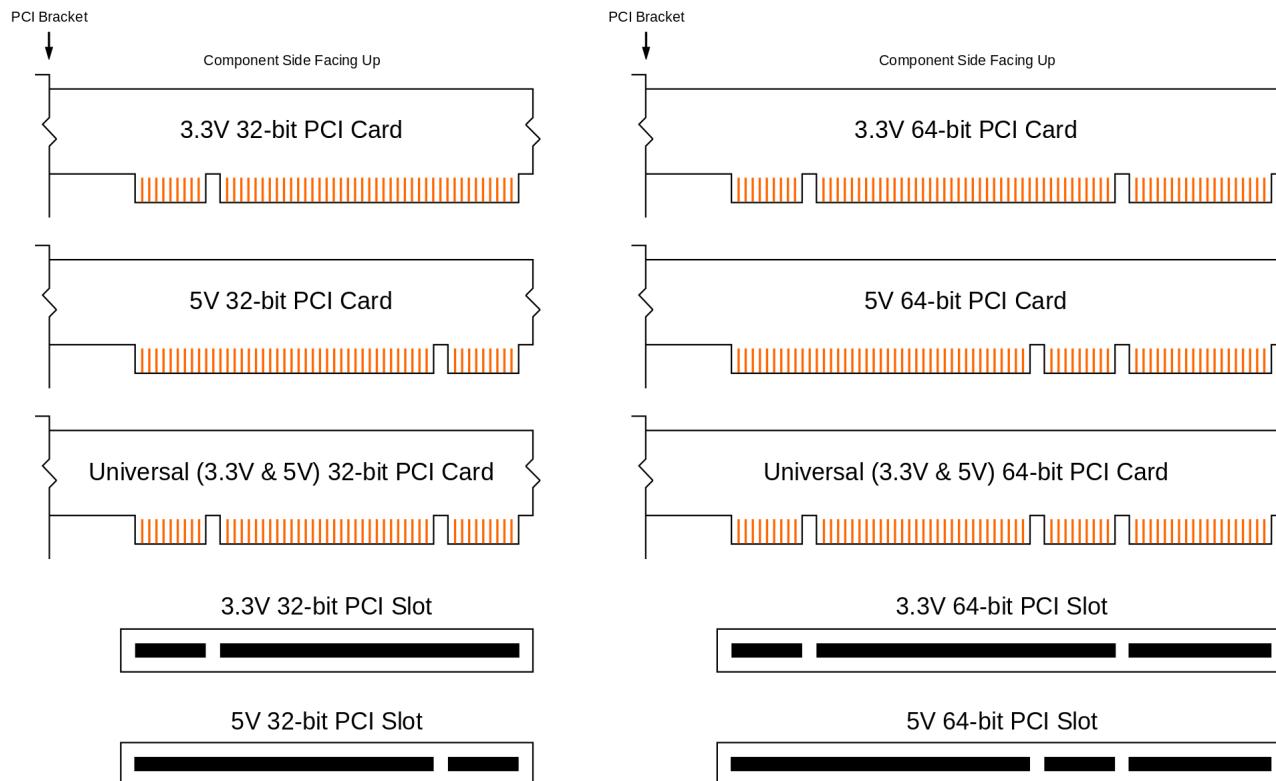 PCI Bracket
PCI Bracket
Component Side Facing Up
Component Side Facing Up
3.3V 32-bit PCI Card
3.3V 64-bit PCI Card
5V 32-bit PCI Card
5V 64-bit PCI Card
Universal (3.3V & 5V) 32-bit PCI Card
Universal (3.3V & 5V) 64-bit PCI Card
3.3V 32-bit PCI Slot
3.3V 64-bit PCI Slot
5V 32-bit PCI Slot
5V 64-bit PCI Slot